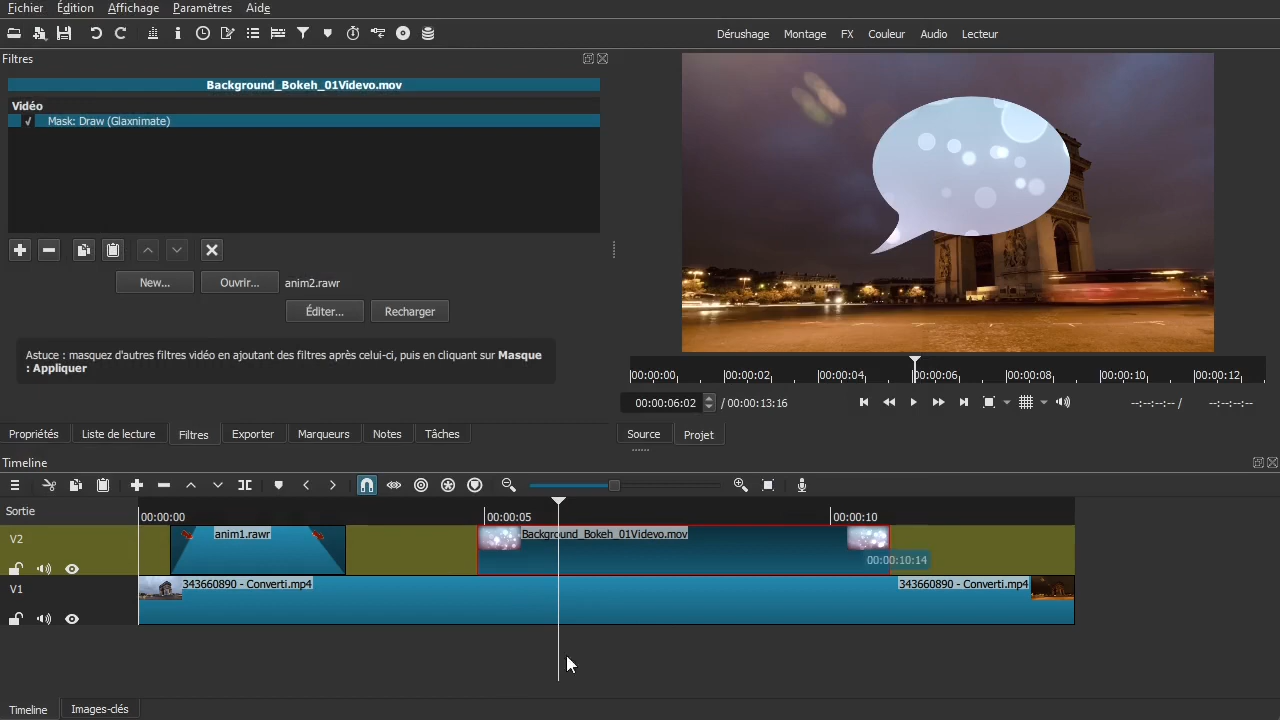 Fichier Édition Affichage Paramètres Aide
Dérushage Montage FX Couleur Audio Lecteur
Filtres
Background_Bokeh_01Videvo.mov
Vidéo
Mask: Draw (Glaxnimate)
New... Ouvrir... anim2.rawr
Éditer... Recharger
Astuce : masquez d'autres filtres vidéo en ajoutant des filtres après celui-ci, puis en cliquant sur Masque
: Appliquer
00:00:00 00:00:02 00:00:04 00:00:06 00:00:08 00:00:10 00:00:12
00:00:06:02 / 00:00:13:16 --:--:--:-- / --:--:--:--
Propriétés Liste de lecture Filtres Exporter Marqueurs Notes Tâches
Source Projet
Timeline
Sortie 00:00:00 00:00:05 00:00:10
V2 anim1.rawr Background_Bokeh_01Videvo.mov
00:00:10:14
V1 343660890 - Converti.mp4 343660890 - Converti.mp4
Timeline Images-clés